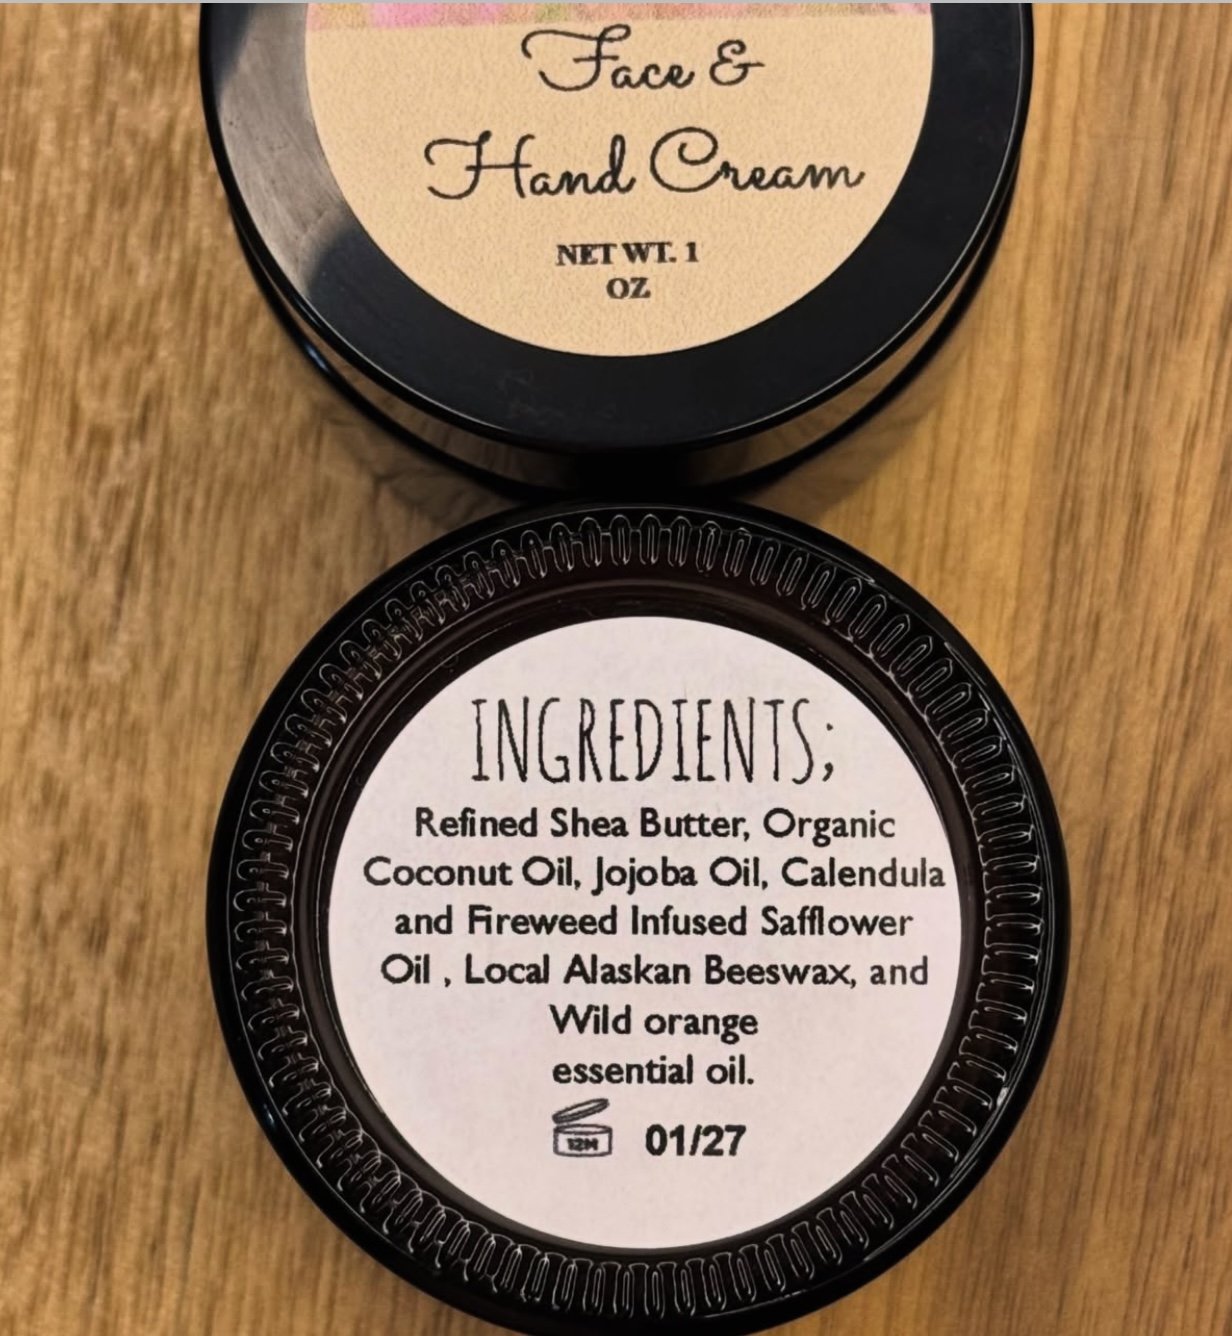 Face &
Hand Cream
NET WT. 1
OZ
INGREDIENTS;
Refined Shea Butter, Organic
Coconut Oil, Jojoba Oil, Calendula
and Fireweed Infused Safflower
Oil , Local Alaskan Beeswax, and
Wild orange
essential oil.
12M 01/27